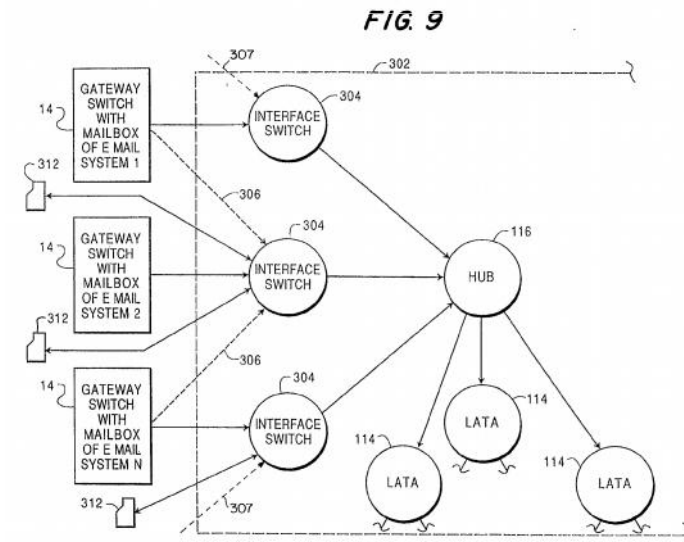 FIG. 9
307
302
304
14
GATEWAY
SWITCH
WITH
MAILBOX
OF E MAIL
SYSTEM 1
INTERFACE
SWITCH
312
306
304
116
14
GATEWAY
SWITCH
WITH
MAILBOX
OF E MAIL
SYSTEM 2
INTERFACE
SWITCH
HUB
312
306
304
14
GATEWAY
SWITCH
WITH
MAILBOX
OF E MAIL
SYSTEM N
INTERFACE
SWITCH
LATA
114
114
LATA
114
LATA
312
307